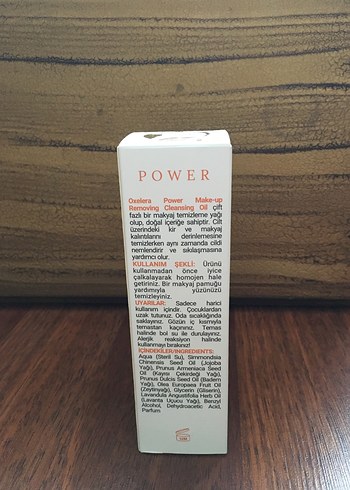 POWER
Oxelera Power Make-up
Removing Cleansing Oil çift
fazlı bir makyaj temizleme yağı
olup, doğal içeriğe sahiptir. Cilt
üzerindeki kir ve makyaj
kalıntılarını derinlemesine
temizlerken aynı zamanda cildi
nemlendirir ve sıkılaşmasına
yardımcı olur.
KULLANIM ŞEKLİ: Ürünü
kullanmadan önce iyice
çalkalayarak homojen hale
getiriniz. Bir makyaj pamuğu
yardımıyla yüzünüzü
temizleyiniz.
UYARILAR: Sadece harici
kullanım içindir. Çocuklardan
uzak tutunuz. Oda sıcaklığında
saklayınız. Gözün iç kısmıyla
temastan kaçınınız. Temas
halinde bol su ile durulayınız.
Alerjik reaksiyon halinde
kullanmayı bırakınız!
İÇİNDEKİLER/INGREDIENTS:
Aqua (Steril Su), Simmondsia
Chinensis Seed Oil (Jojoba
Yağı), Prunus Armeniaca Seed
Oil (Kayısı Çekirdeği Yağı),
Prunus Dulcis Seed Oil (Badem
Yağı), Olea Europaea Fruit Oil
(Zeytinyağı), Glycerin (Gliserin),
Lavandula Angustifolia Herb Oil
(Lavanta Uçucu Yağı), Benzyl
Alcohol, Dehydroacetic Acid,
Parfum